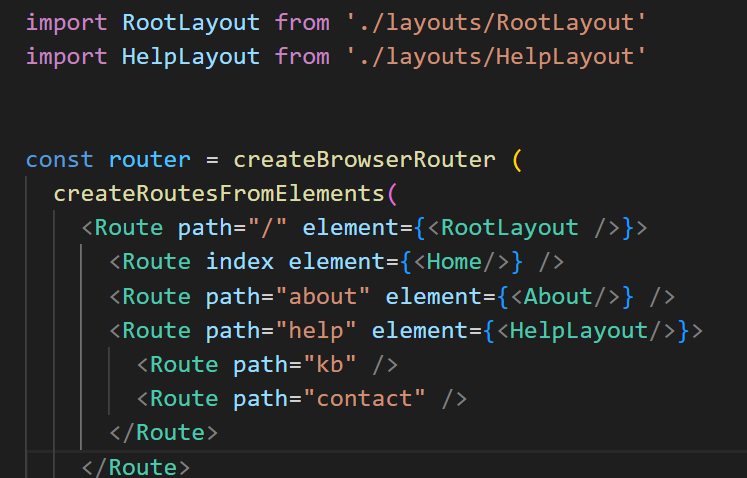 import RootLayout from './layouts/RootLayout'
import HelpLayout from './layouts/HelpLayout'
const router = createBrowserRouter (
createRoutesFromElements(
<Route path="/" element={<RootLayout />}>
<Route index element={<Home/>} />
<Route path="about" element={<About/>} />
<Route path="help" element={<HelpLayout/>}>
<Route path="kb" />
<Route path="contact" />
</Route>
</Route>